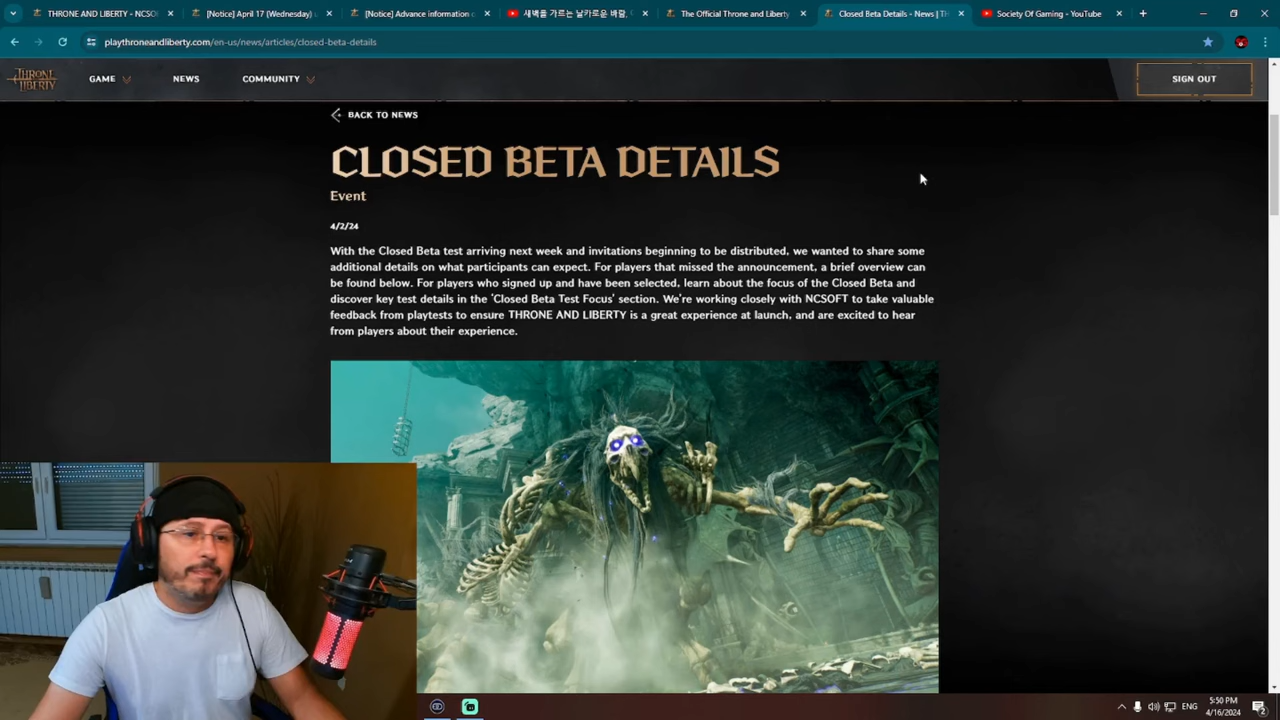 THRONE AND LIBERTY - NCSO
[Notice] April 17 (Wednesday) u
[Notice] Advance information c
새벽을 가르는 날카로운 바람,
The Official Throne and Liberty
Closed Beta Details - News | TH
Society Of Gaming - YouTube
playthroneandliberty.com/en-us/news/articles/closed-beta-details
THRONE
LIBERTY
GAME
NEWS
COMMUNITY
SIGN OUT
BACK TO NEWS
CLOSED BETA DETAILS
Event
4/2/24
With the Closed Beta test arriving next week and invitations beginning to be distributed, we wanted to share some
additional details on what participants can expect. For players that missed the announcement, a brief overview can
be found below. For players who signed up and have been selected, learn about the focus of the Closed Beta and
discover key test details in the 'Closed Beta Test Focus' section. We're working closely with NCSOFT to take valuable
feedback from playtests to ensure THRONE AND LIBERTY is a great experience at launch, and are excited to hear
from players about their experience.
ENG
5:50 PM
4/16/2024
2